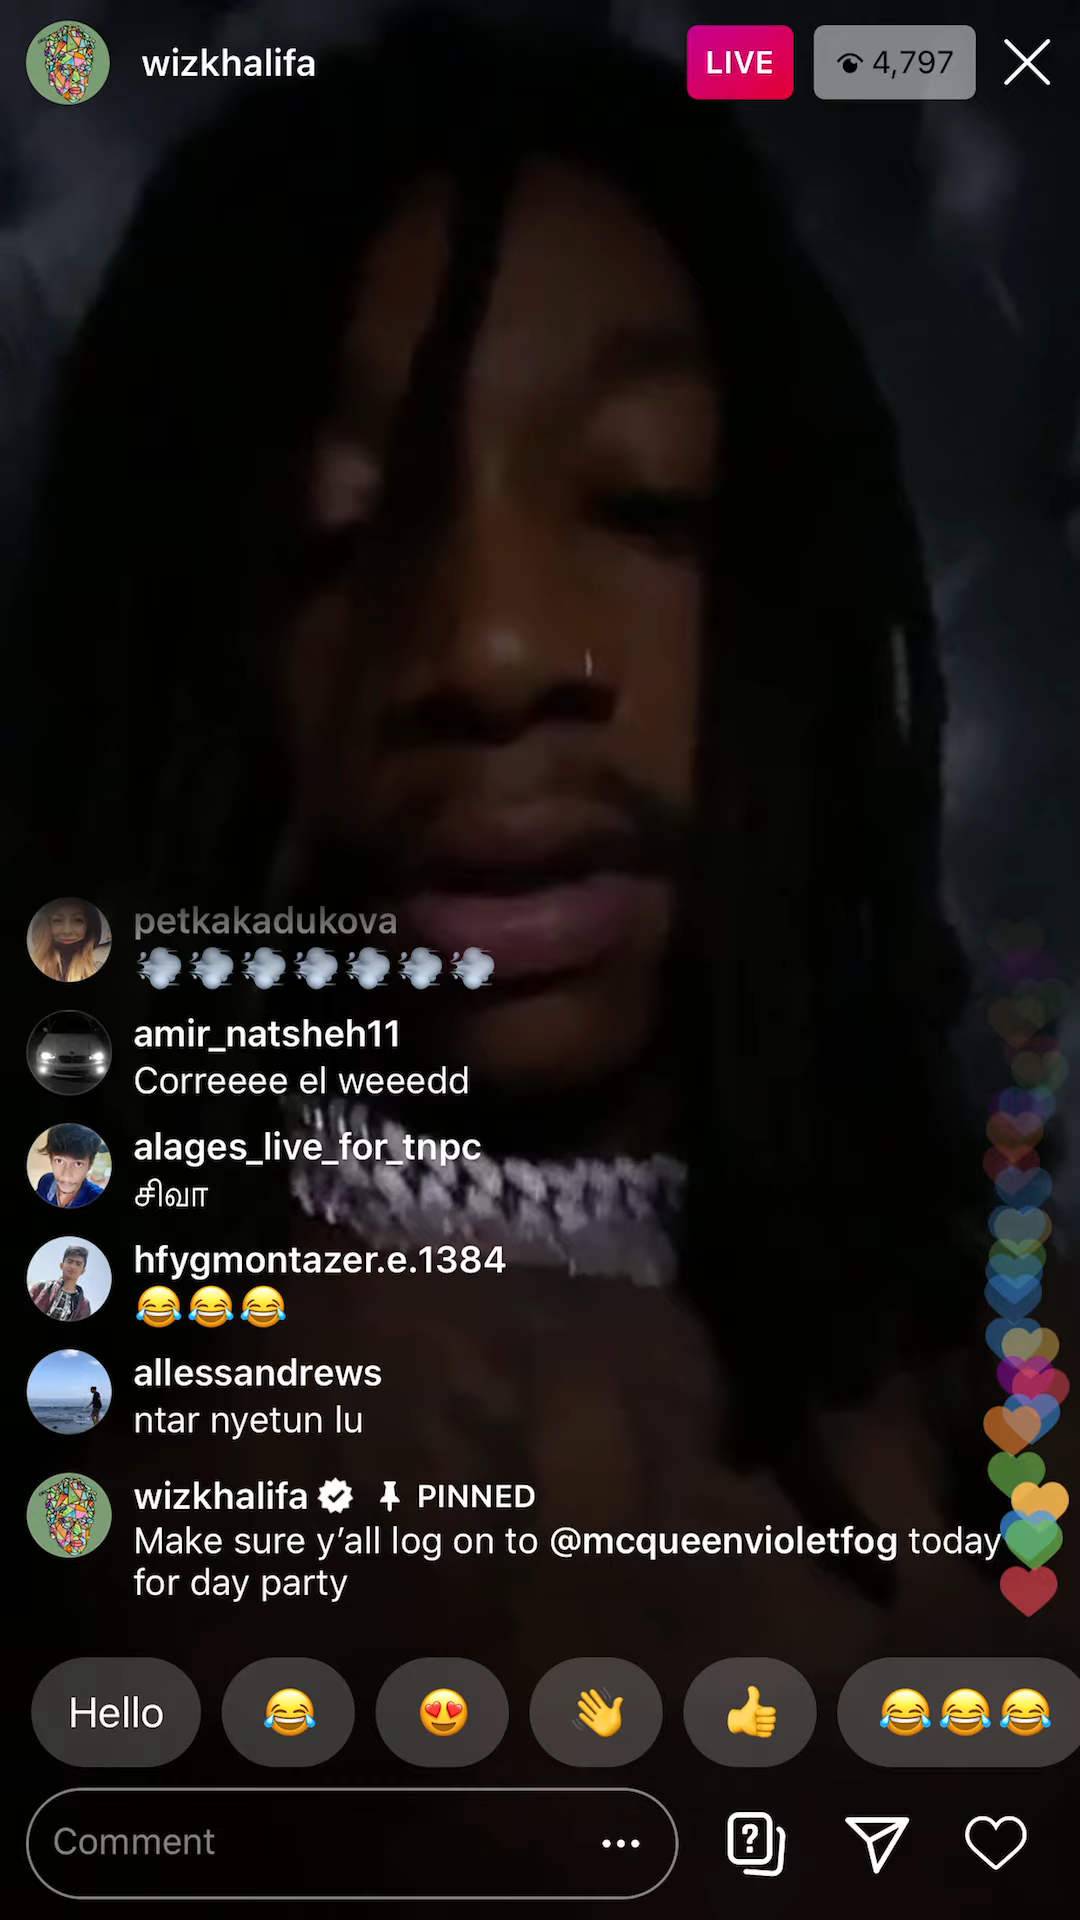 wizkhalifa
LIVE
4,797
petkakadukova
💨💨💨💨💨💨💨
amir_natsheh11
Correeee el weeedd
alages_live_for_tnpc
சிவா
hfygmontazer.e.1384
😂😂😂
allessandrews
ntar nyetun lu
wizkhalifa PINNED
Make sure y’all log on to @mcqueenvioletfog today
for day party
Hello 😂 😍 👋 👍 😂😂😂
Comment